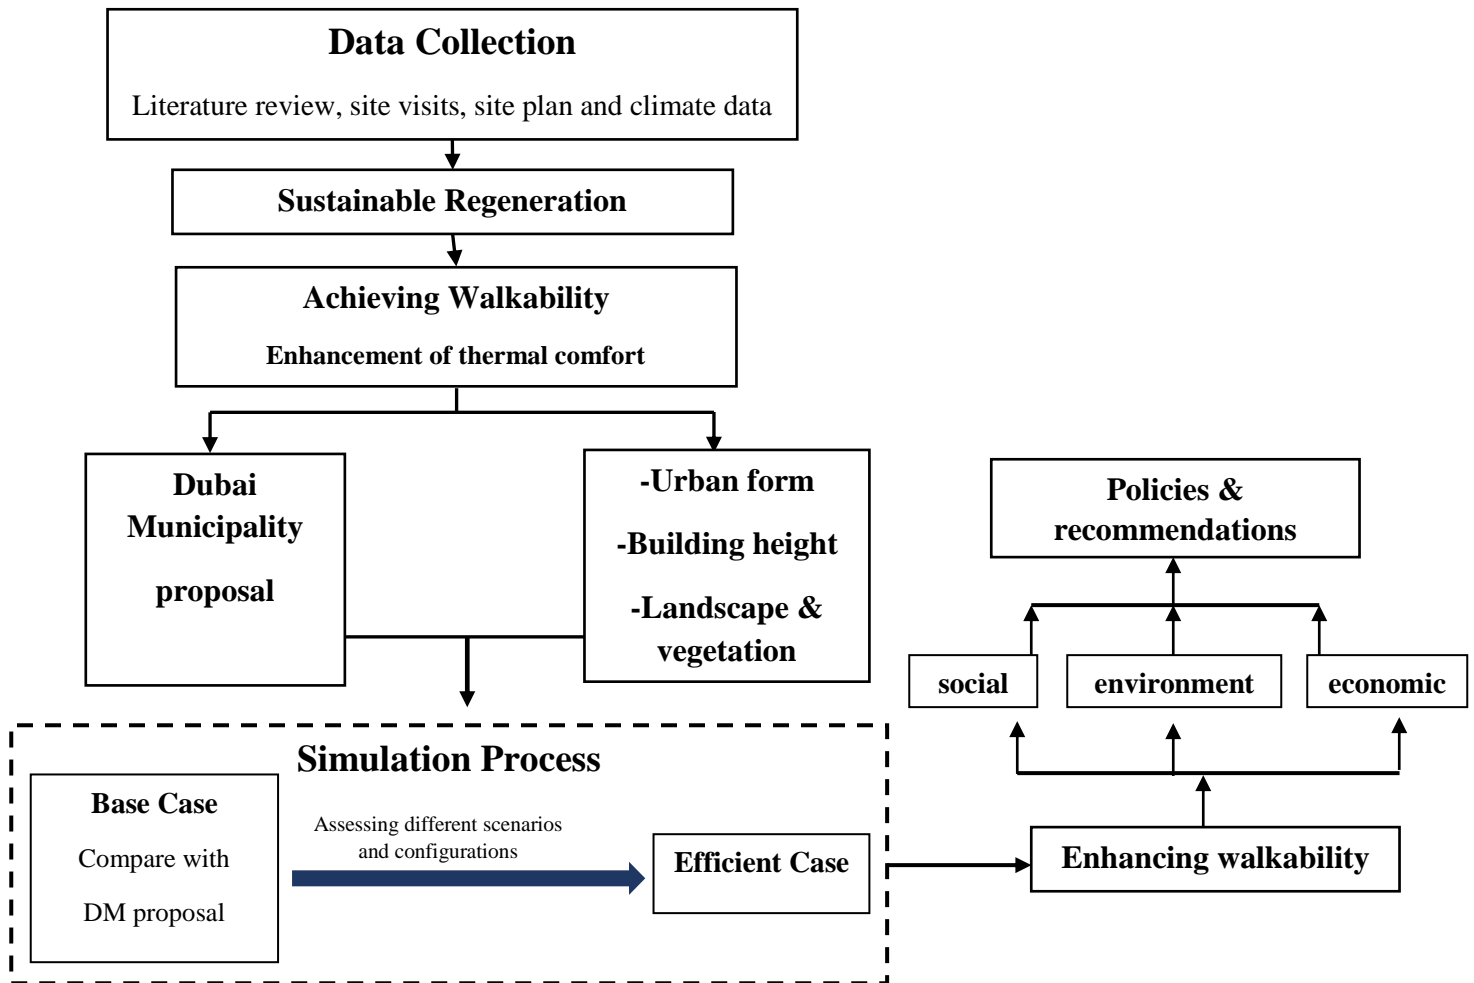 Data Collection
Literature review, site visits, site plan and climate data
Sustainable Regeneration
Achieving Walkability
Enhancement of thermal comfort
Dubai
Municipality
proposal
-Urban form
-Building height
-Landscape &
vegetation
Simulation Process
Base Case
Compare with
DM proposal
Assessing different scenarios
and configurations
Efficient Case
Enhancing walkability
social
environment
economic
Policies &
recommendations